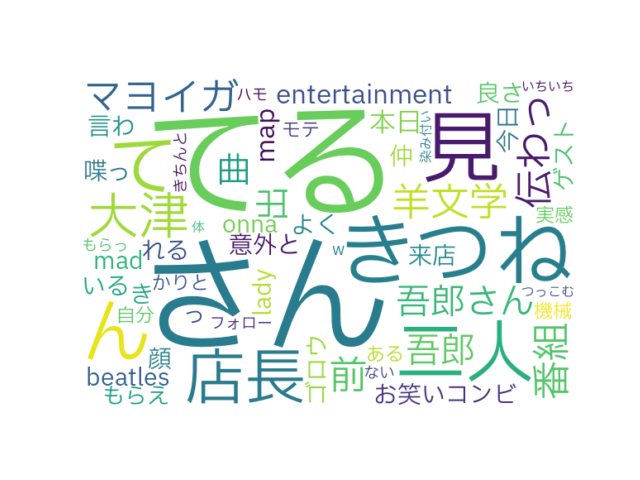 マヨイガ
ハモ
entertainment
良さ
いちいち
言わ
てる
map
モテ
本日
染み付い
今日
見
伝わっ
ゲスト
喋っ
て
きちんと
曲
丑
仲
大津
羊文学
実感
体
onna
よく
さん
きつね
もらっ
mad
れる
意外と
w
来店
つっこむ
いる
き
かりと
lady
吾郎さん
機械
自分
っ
フォロー
ん
店長
ゴロウ
前
ある
吾郎
二人
番組
顔
ない
beatles
もらえ
お笑いコンビ